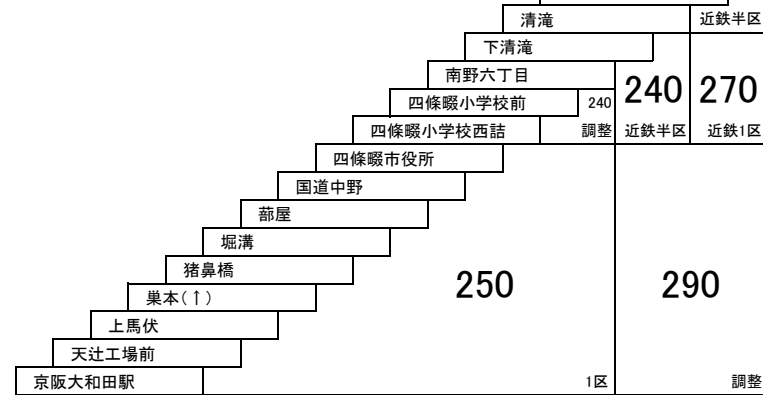 清滝 近鉄半区
下清滝
南野六丁目
240 270
四條畷小学校前 240
四條畷小学校西詰 調整 近鉄半区 近鉄1区
四條畷市役所
国道中野
蔀屋
堀溝
猪鼻橋
250 290
巣本(↑)
上馬伏
天辻工場前
京阪大和田駅 1区 調整